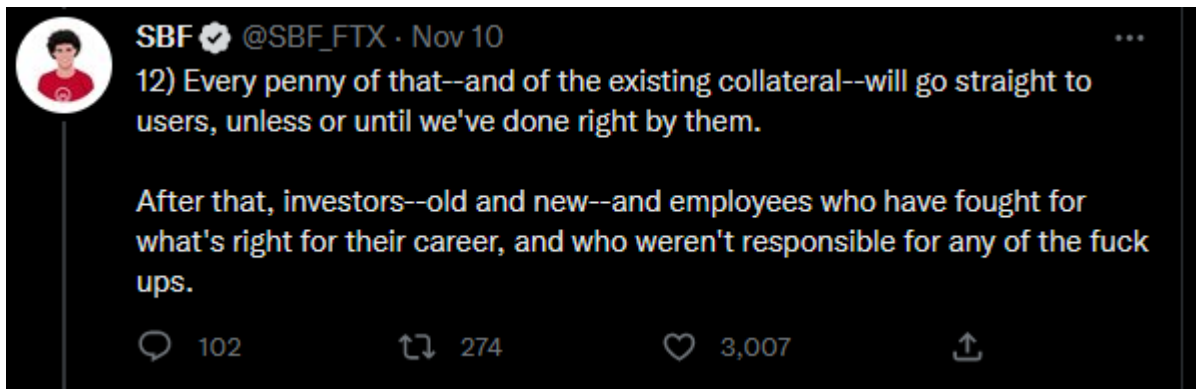 SBF @SBF_FTX · Nov 10
12) Every penny of that--and of the existing collateral--will go straight to
users, unless or until we've done right by them.
After that, investors--old and new--and employees who have fought for
what's right for their career, and who weren't responsible for any of the fuck
ups.
102 274 3,007